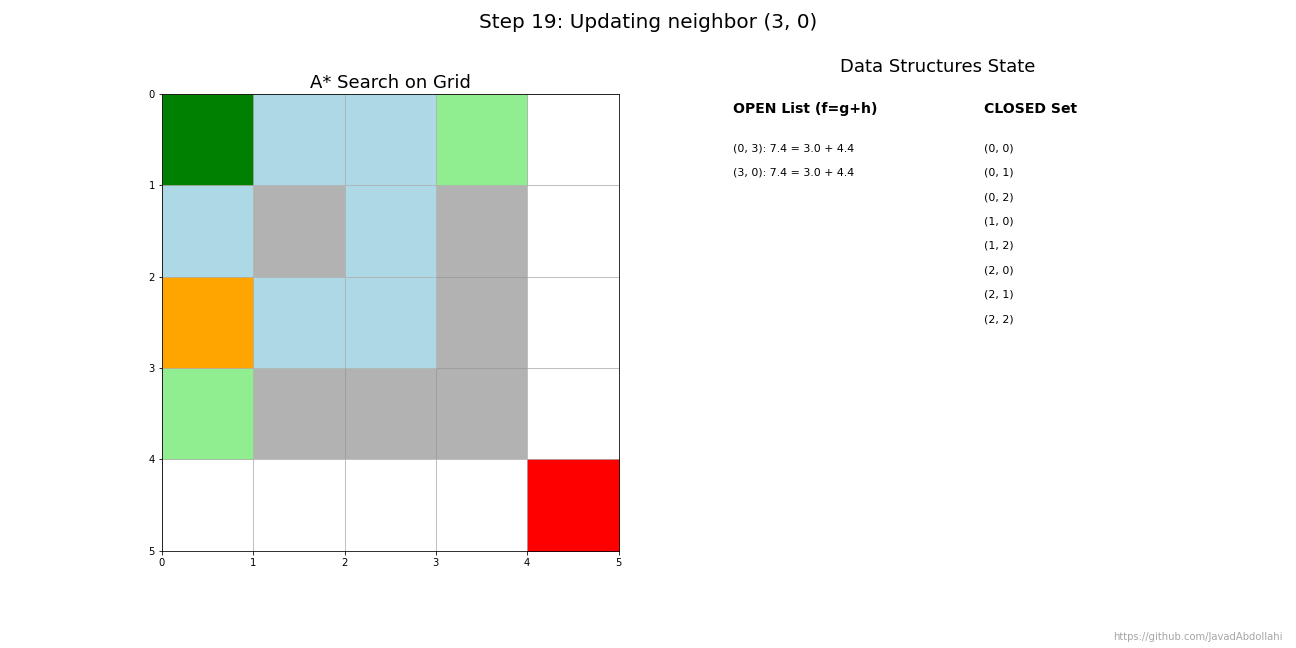 Step 19: Updating neighbor (3, 0)
A* Search on Grid
0
1
2
3
4
5
0 1 2 3 4 5
Data Structures State
OPEN List (f=g+h)
(0, 3): 7.4 = 3.0 + 4.4
(3, 0): 7.4 = 3.0 + 4.4
CLOSED Set
(0, 0)
(0, 1)
(0, 2)
(1, 0)
(1, 2)
(2, 0)
(2, 1)
(2, 2)
https://github.com/JavadAbdollahi